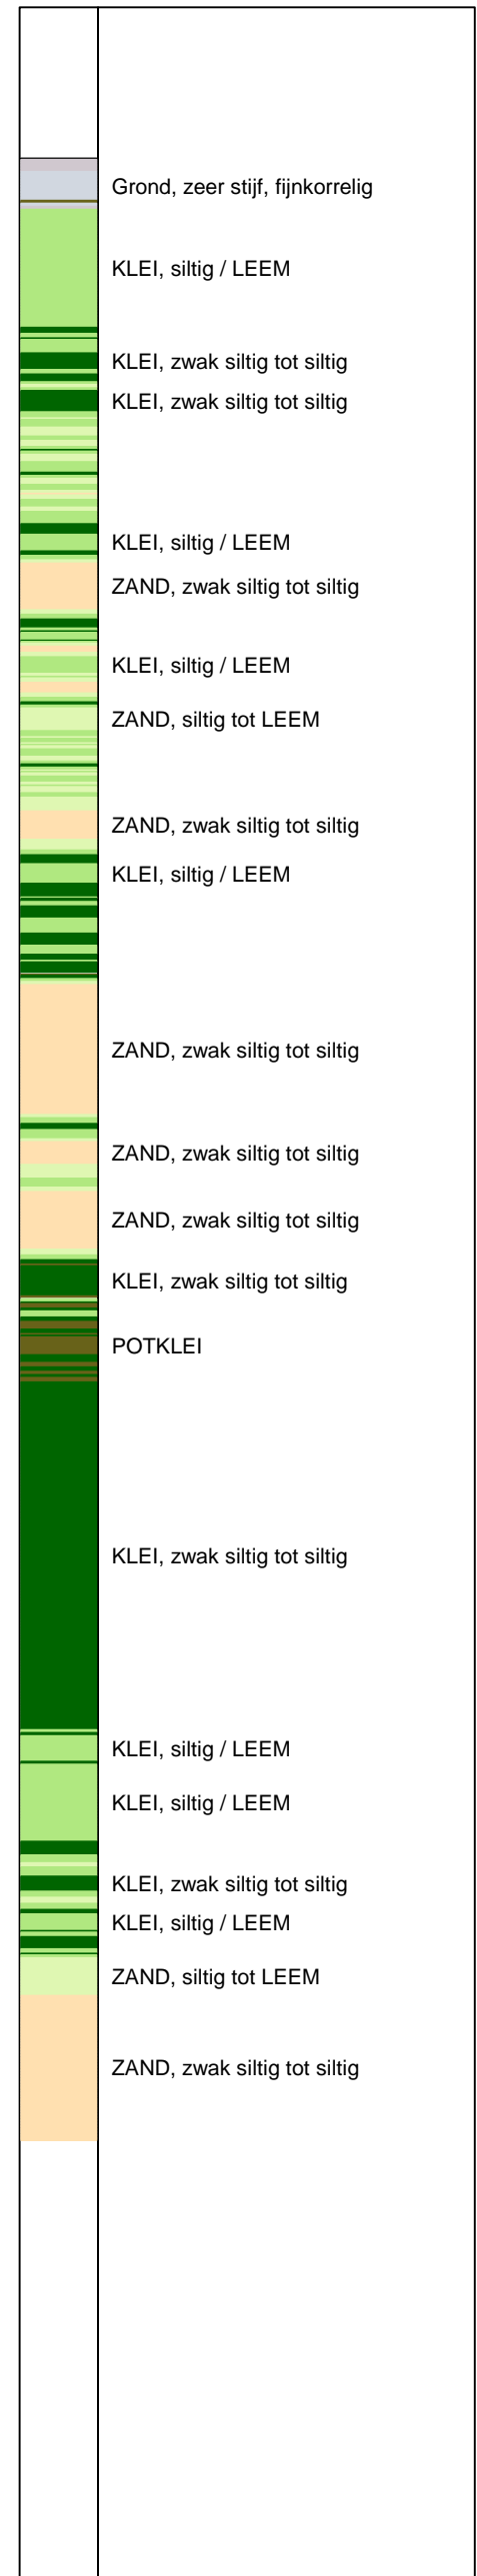 Grond, zeer stijf, fijnkorrelig
KLEI, siltig / LEEM
KLEI, zwak siltig tot siltig
KLEI, zwak siltig tot siltig
KLEI, siltig / LEEM
ZAND, zwak siltig tot siltig
KLEI, siltig / LEEM
ZAND, siltig tot LEEM
ZAND, zwak siltig tot siltig
KLEI, siltig / LEEM
ZAND, zwak siltig tot siltig
ZAND, zwak siltig tot siltig
ZAND, zwak siltig tot siltig
KLEI, zwak siltig tot siltig
POTKLEI
KLEI, zwak siltig tot siltig
KLEI, siltig / LEEM
KLEI, siltig / LEEM
KLEI, zwak siltig tot siltig
KLEI, siltig / LEEM
ZAND, siltig tot LEEM
ZAND, zwak siltig tot siltig